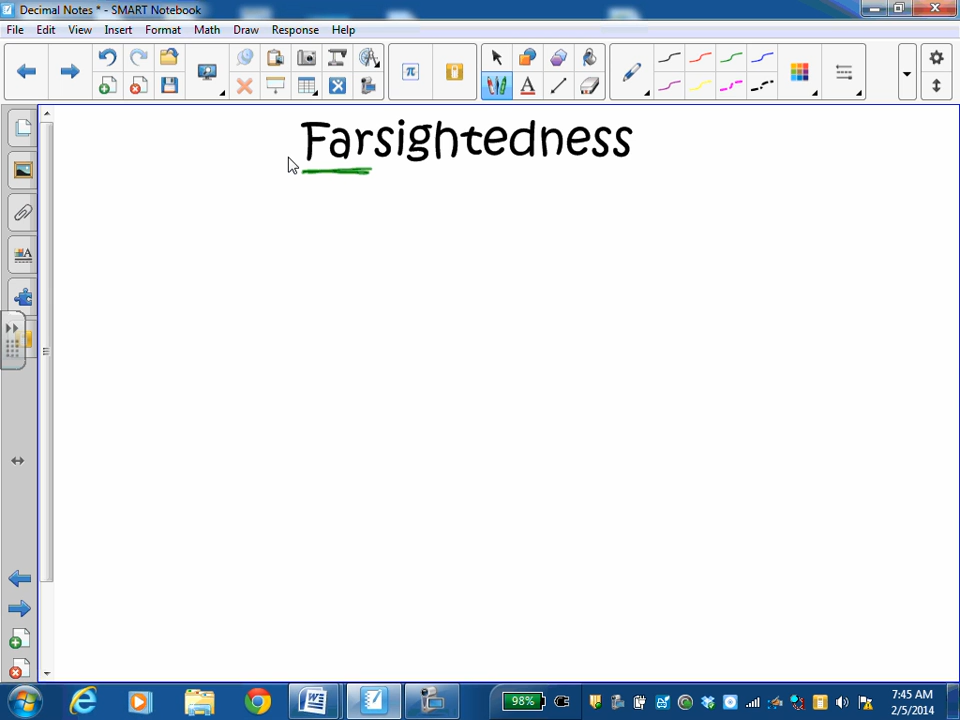 Decimal Notes * - SMART Notebook
File Edit View Insert Format Math Draw Response Help
π
A
A
Farsightedness
98%
7:45 AM
2/5/2014